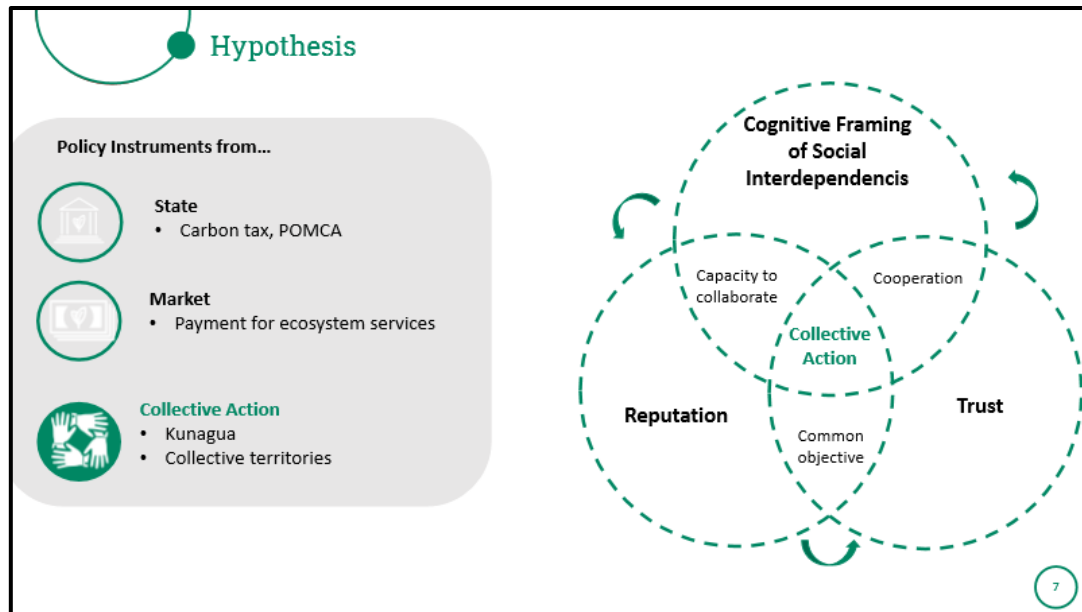 Hypothesis
Policy Instruments from...
State
• Carbon tax, POMCA
Market
• Payment for ecosystem services
Collective Action
• Kunagua
• Collective territories
Cognitive Framing
of Social
Interdependencis
Capacity to
collaborate
Cooperation
Collective
Action
Reputation
Trust
Common
objective
7